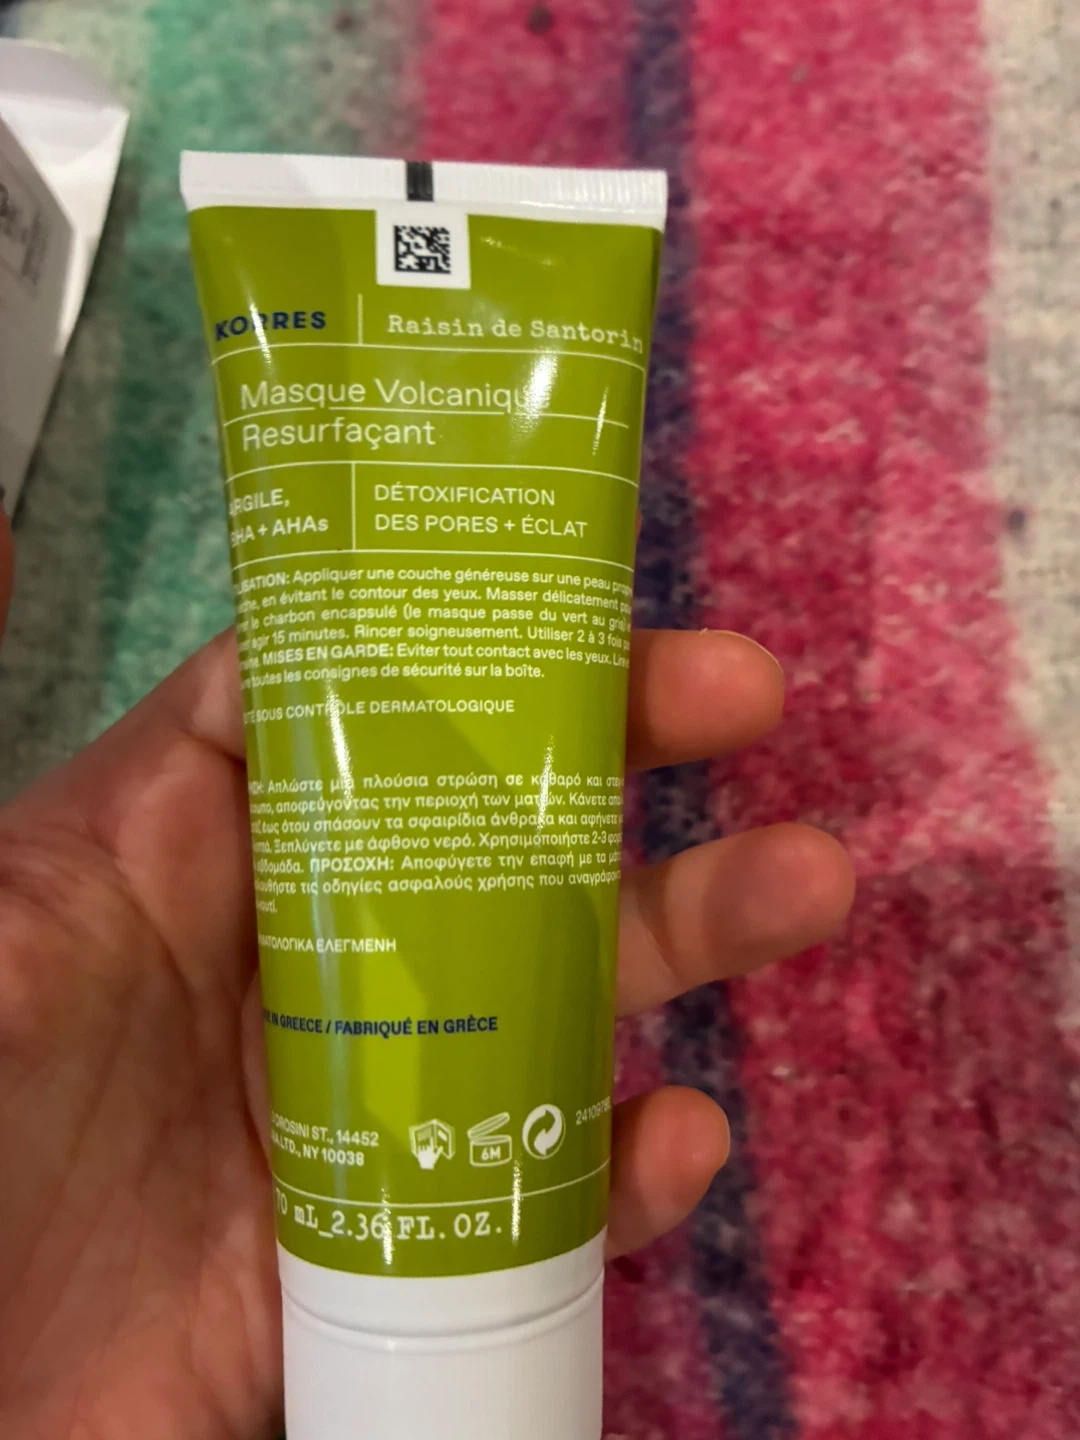 KORRES
Raisin de Santorin
Masque Volcanique
Resurfaçant
ARGILE,
BHA + AHAs
DÉTOXIFICATION
DES PORES + ÉCLAT
Appliquer une couche généreuse sur une peau
en évitant le contour des yeux. Masser délicatement
le charbon encapsulé (le masque passe du vert au gris)
agir 15 minutes. Rincer soigneusement. Utiliser 2 à 3 fois
MISES EN GARDE: Eviter tout contact avec les yeux.
toutes les consignes de sécurité sur la boîte.
SOUS CONTRÔLE DERMATOLOGIQUE
Απλώστε μια πλούσια στρώση σε καθαρό και
αποφεύγοντας την περιοχή των ματιών. Κάνετε
έως ότου σπάσουν τα σφαιρίδια άνθρακα και αφήνετε
Ξεπλύνετε με άφθονο νερό. Χρησιμοποιήστε 2-3
ΠΡΟΣΟΧΗ: Αποφύγετε την επαφή με τα
τις οδηγίες ασφαλούς χρήσης που
ΕΛΕΓΜΕΝΗ
IN GREECE / FABRIQUÉ EN GRÈCE
ST., 14452
LTD., NY 10038
6M
70 mL_2.36 FL. OZ.